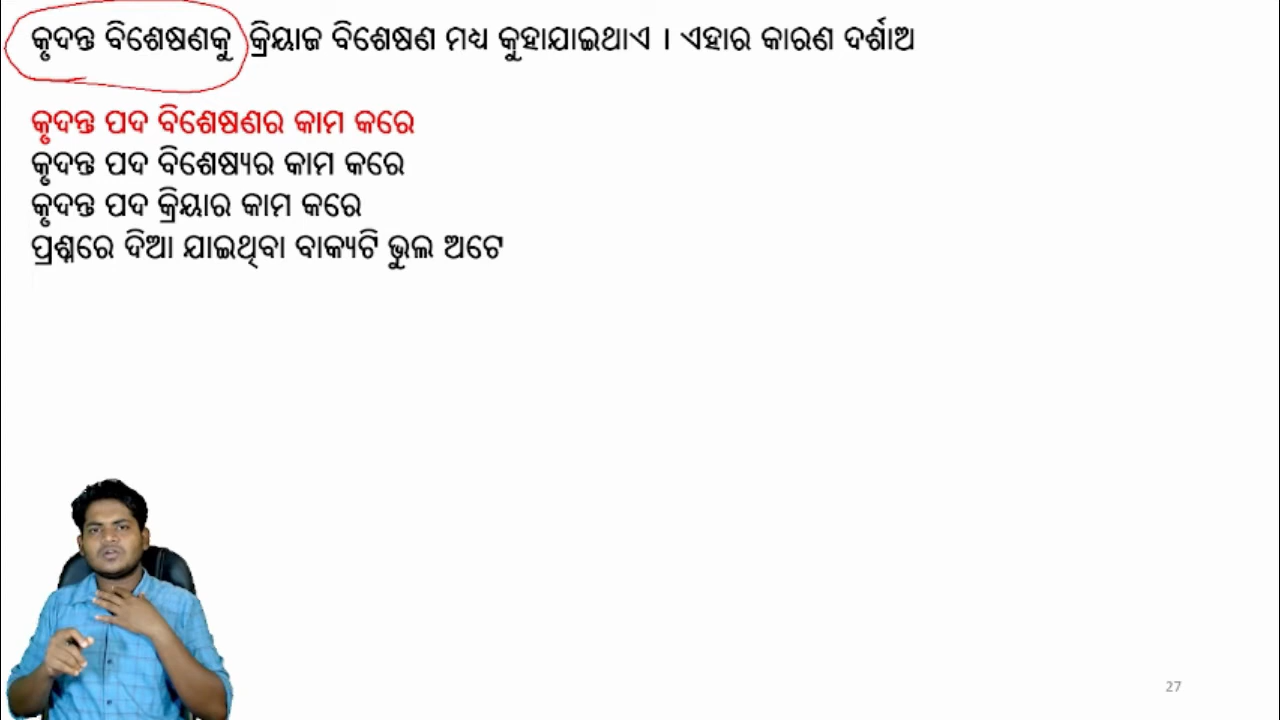 କୃଦନ୍ତ ବିଶେଷଣକୁ କ୍ରିୟାଜ ବିଶେଷଣ ମଧ୍ୟ କୁହାଯାଇଥାଏ । ଏହାର କାରଣ ଦର୍ଶାଅ
କୃଦନ୍ତ ପଦ ବିଶେଷଣର କାମ କରେ
କୃଦନ୍ତ ପଦ ବିଶେଷ୍ୟର କାମ କରେ
କୃଦନ୍ତ ପଦ କ୍ରିୟାର କାମ କରେ
ପ୍ରଶ୍ନରେ ଦିଆ ଯାଇଥିବା ବାକ୍ୟଟି ଭୁଲ ଅଟେ
27